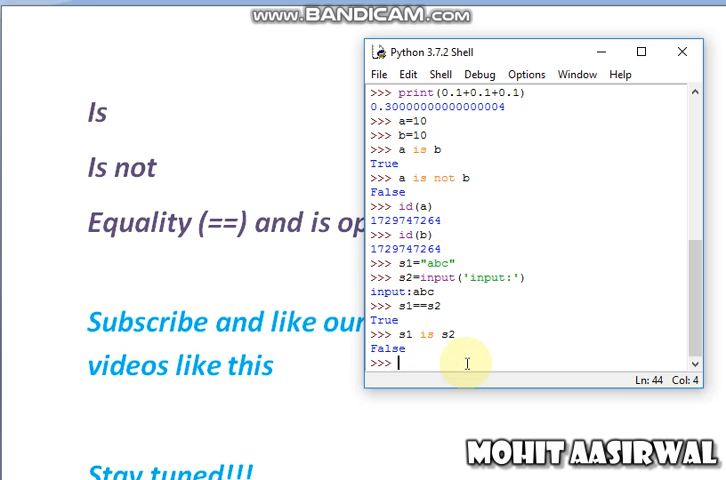 www.BANDICAM.com
Is
Is not
Equality (==) and is op
Subscribe and like our
videos like this
Stay tuned!!!
Python 3.7.2 Shell
File Edit Shell Debug Options Window Help
>>> print(0.1+0.1+0.1)
0.30000000000000004
>>> a=10
>>> b=10
>>> a is b
True
>>> a is not b
False
>>> id(a)
1729747264
>>> id(b)
1729747264
>>> s1="abc"
>>> s2=input('input:')
input:abc
>>> s1==s2
True
>>> s1 is s2
False
>>>
Ln: 44 Col: 4
MOHIT AASIRWAL